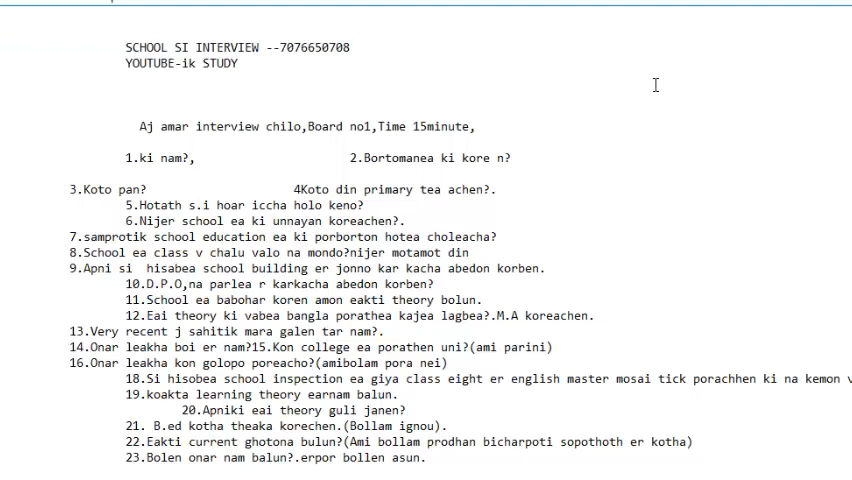 SCHOOL SI INTERVIEW --7076650708
YOUTUBE-ik STUDY
Aj amar interview chilo,Board no1,Time 15minute,
1.ki nam?, 2.Bortomanea ki kore n?
3.Koto pan? 4Koto din primary tea achen?.
5.Hotath s.i hoar iccha holo keno?
6.Nijer school ea ki unnayan koreachen?.
7.samprotik school education ea ki porborton hotea choleacha?
8.School ea class v chalu valo na mondo?nijer motamot din
9.Apni si hisabea school building er jonno kar kacha abedon korben.
10.D.P.O,na parlea r karkacha abedon korben?
11.School ea babohar koren amon eakti theory bolun.
12.Eai theory ki vabea bangla porathea kajea lagbea?.M.A koreachen.
13.Very recent j sahitik mara galen tar nam?.
14.Onar leakha boi er nam?15.Kon college ea porathen uni?(ami parini)
16.Onar leakha kon golopo poreacho?(amibolam pora nei)
18.Si hisobea school inspection ea giya class eight er english master mosai tick porachhen ki na kemon v
19.koakta learning theory earnam balun.
20.Apniki eai theory guli janen?
21. B.ed kotha theaka korechen.(Bollam ignou).
22.Eakti current ghotona bulun?(Ami bollam prodhan bicharpoti sopothoth er kotha)
23.Bolen onar nam balun?.erpor bollen asun.